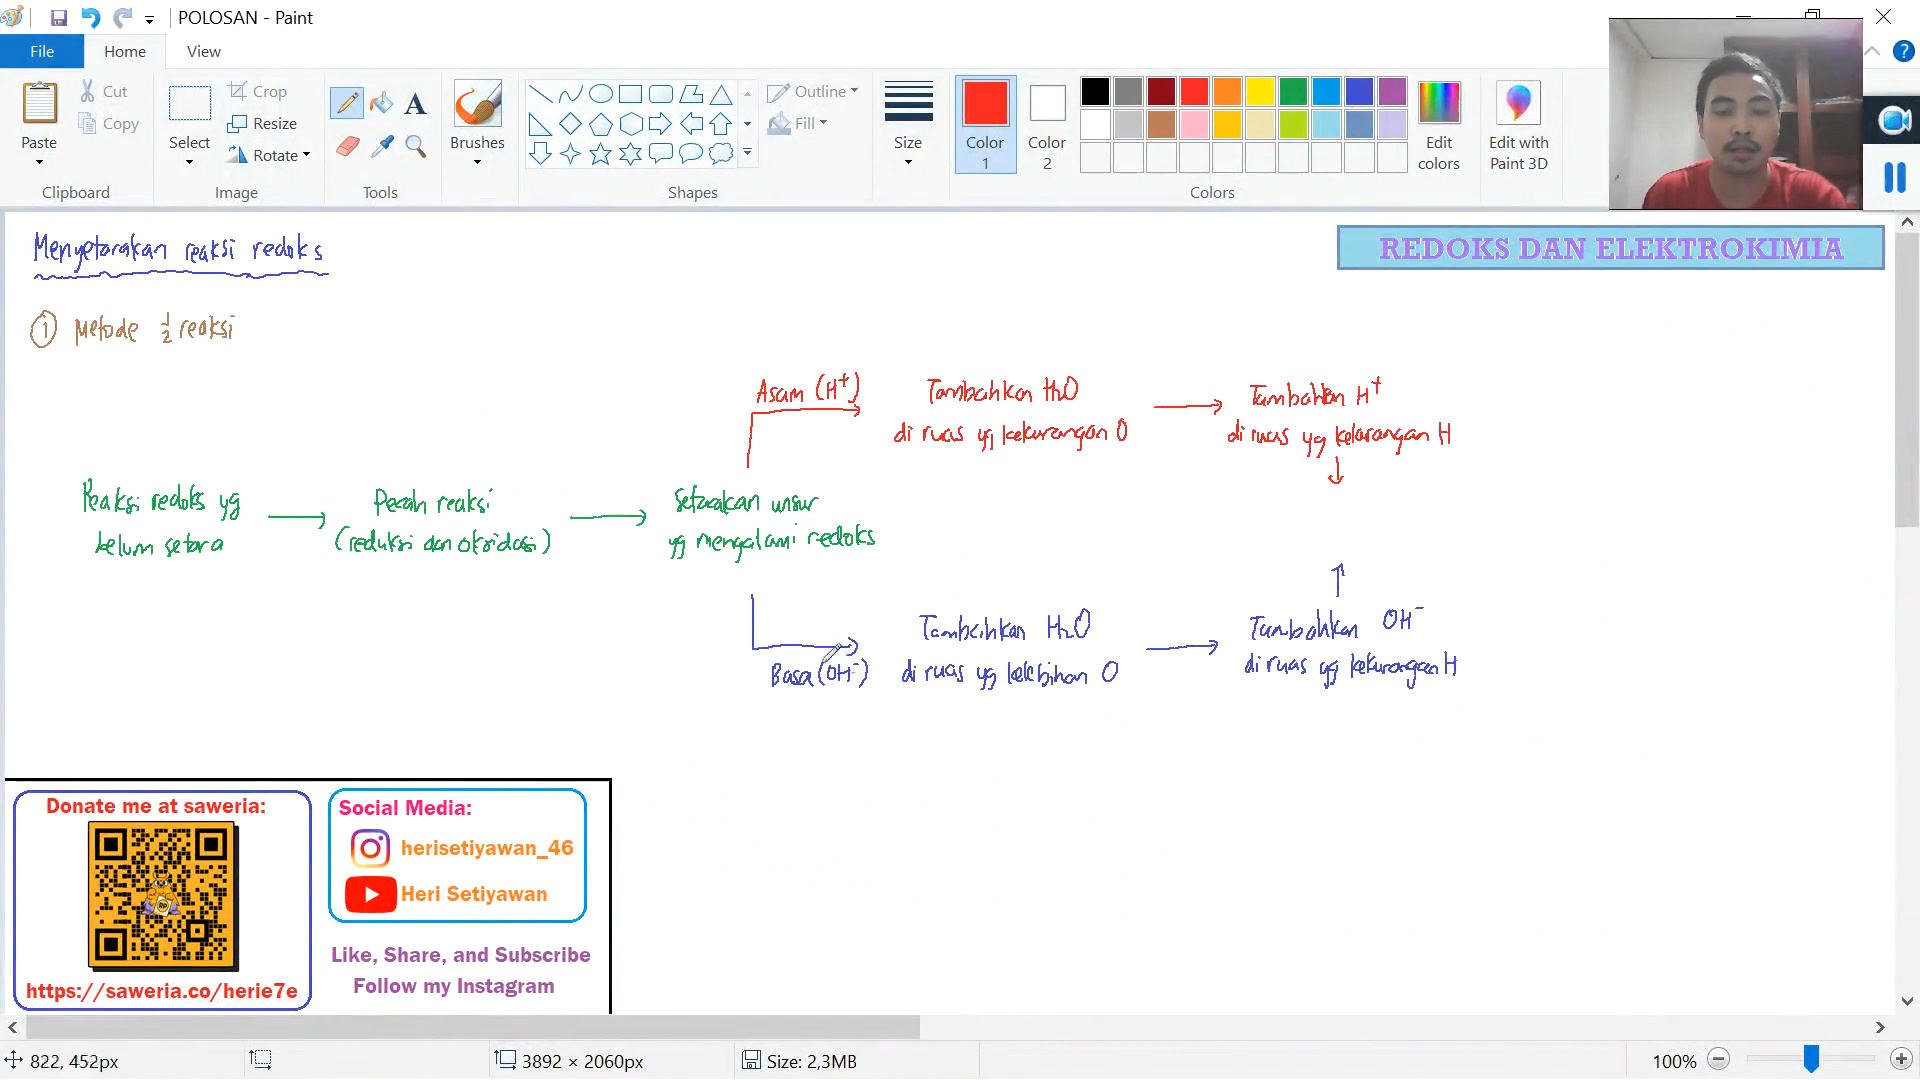 POLOSAN - Paint
File
Home
View
Paste
Cut
Copy
Clipboard
Select
Crop
Resize
Rotate
Image
Tools
Brushes
Shapes
Outline
Fill
Size
Color 1
Color 2
Colors
Edit colors
Edit with Paint 3D
Menyetarakan reaksi redoks
REDOKS DAN ELEKTROKIMIA
1 Metode 1/2 reaksi
Asam (H⁺)
Tambahkan H₂O
di ruas yg kekurangan O
Tambahkan H⁺
di ruas yg kekurangan H
Reaksi redoks yg
belum setara
Pecah reaksi
(reduksi dan oksidasi)
Setarakan unsur
yg mengalami redoks
Basa (OH⁻)
Tambahkan H₂O
di ruas yg kelebihan O
Tambahkan OH⁻
di ruas yg kekurangan H
Donate me at saweria:
https://saweria.co/herie7e
Social Media:
herisetiyawan_46
Heri Setiyawan
Like, Share, and Subscribe
Follow my Instagram
822, 452px
3892 × 2060px
Size: 2,3MB
100%